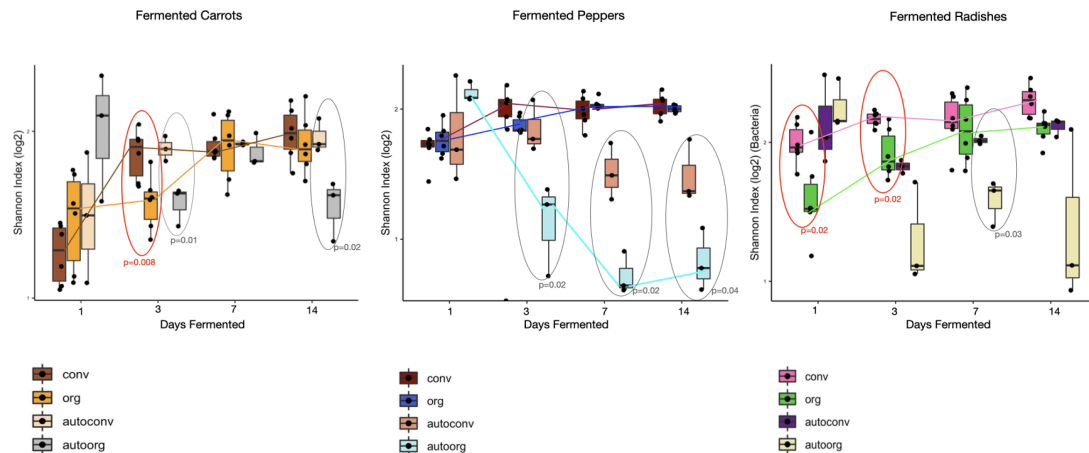 Fermented Carrots
Shannon Index (log2)
2
1
p=0.008
p=0.01
p=0.02
1 3 7 14
Days Fermented
conv
org
autoconv
autoorg
Fermented Peppers
Shannon Index (log2)
2
1
p=0.02
p=0.02
p=0.04
1 3 7 14
Days Fermented
conv
org
autoconv
autoorg
Fermented Radishes
Shannon Index (log2) (Bacteria)
2
1
p=0.02
p=0.02
p=0.03
1 3 7 14
Days Fermented
conv
org
autoconv
autoorg